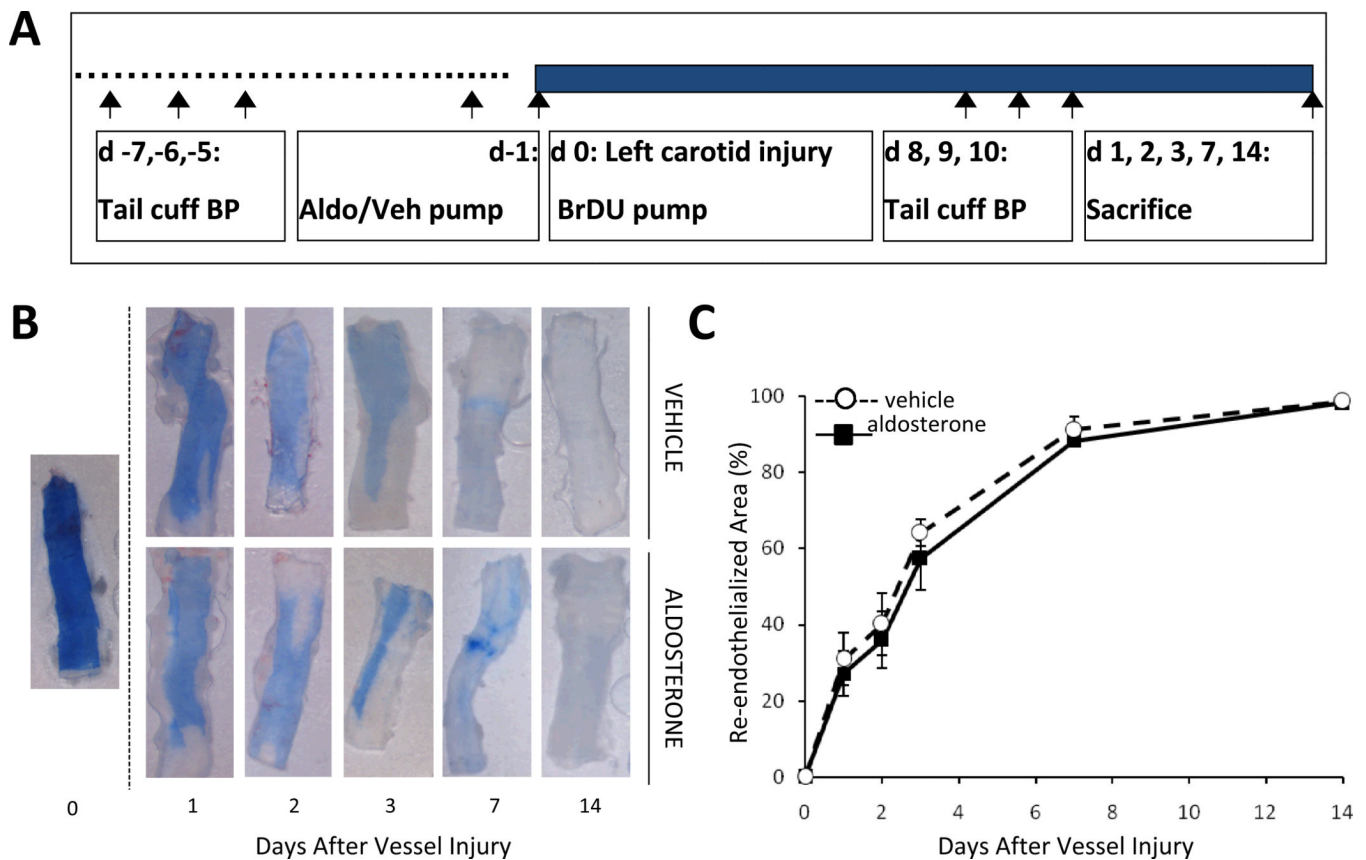 A
d -7,-6,-5:
Tail cuff BP
d-1:
Aldo/Veh pump
d 0: Left carotid injury
BrDU pump
d 8, 9, 10:
Tail cuff BP
d 1, 2, 3, 7, 14:
Sacrifice
B
VEHICLE
ALDOSTERONE
0
1
2
3
7
14
Days After Vessel Injury
C
Re-endothelialized Area (%)
100
80
60
40
20
0
vehicle
aldosterone
0
2
4
6
8
10
12
14
Days After Vessel Injury